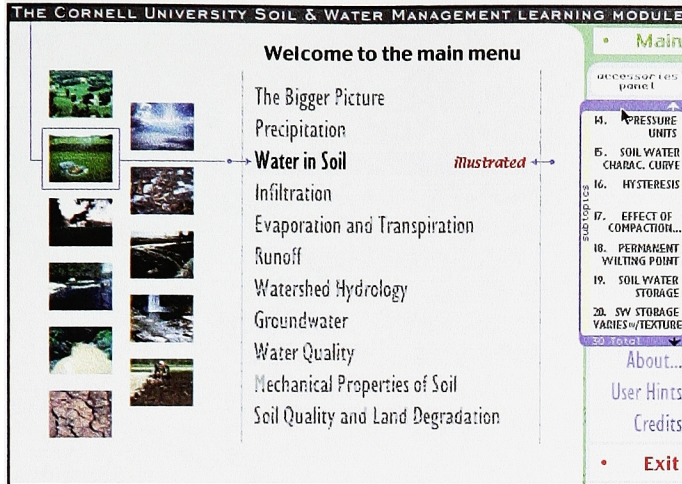 THE CORNELL UNIVERSITY SOIL & WATER MANAGEMENT LEARNING MODULE
Welcome to the main menu
The Bigger Picture
Precipitation
Water in Soil
illustrated
Infiltration
Evaporation and Transpiration
Runoff
Watershed Hydrology
Groundwater
Water Quality
Mechanical Properties of Soil
Soil Quality and Land Degradation
• Main
accessories
panel
subtopics
14. PRESSURE
UNITS
15. SOIL WATER
CHARAC. CURVE
16. HYSTERESIS
17. EFFECT OF
COMPACTION...
18. PERMANENT
WILTING POINT
19. SOIL WATER
STORAGE
20. SW STORAGE
VARIES W/TEXTURE
30 Total
About...
User Hints
Credits
• Exit